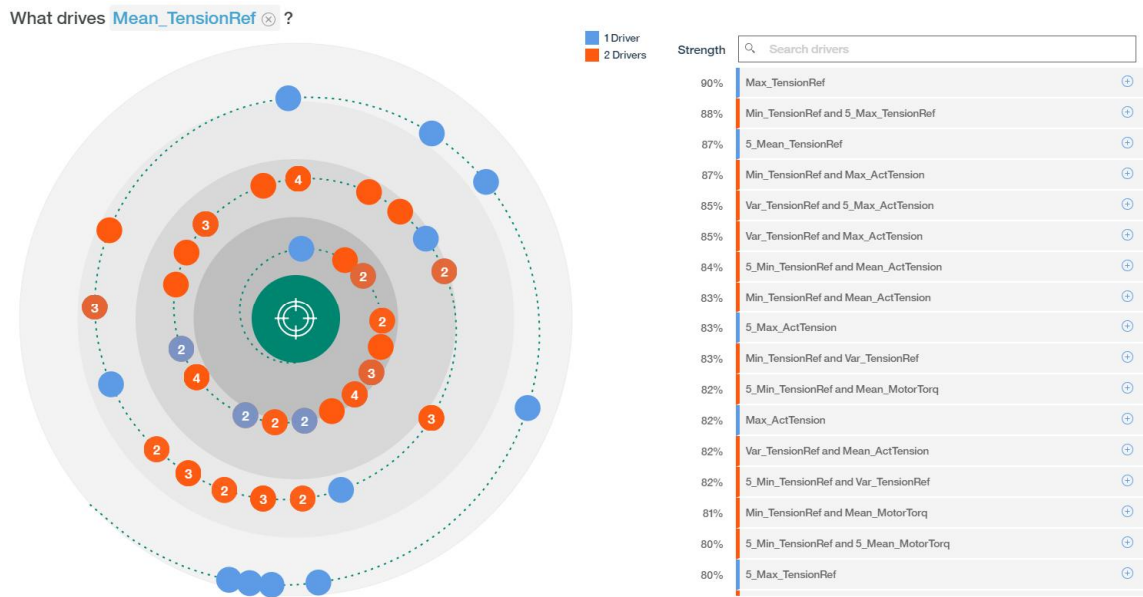 What drives Mean_TensionRef ?
1 Driver
2 Drivers
Strength
Search drivers
90% Max_TensionRef
88% Min_TensionRef and 5_Max_TensionRef
87% 5_Mean_TensionRef
87% Min_TensionRef and Max_ActTension
85% Var_TensionRef and 5_Max_ActTension
85% Var_TensionRef and Max_ActTension
84% 5_Min_TensionRef and Mean_ActTension
83% Min_TensionRef and Mean_ActTension
83% 5_Max_ActTension
83% Min_TensionRef and Var_TensionRef
82% 5_Min_TensionRef and Mean_MotorTorq
82% Max_ActTension
82% Var_TensionRef and Mean_ActTension
82% 5_Min_TensionRef and Var_TensionRef
81% Min_TensionRef and Mean_MotorTorq
80% 5_Min_TensionRef and 5_Mean_MotorTorq
80% 5_Max_TensionRef
4
3
2
2
3
2
2
3
4
4
2
2
2
3
2
3
2
3
2